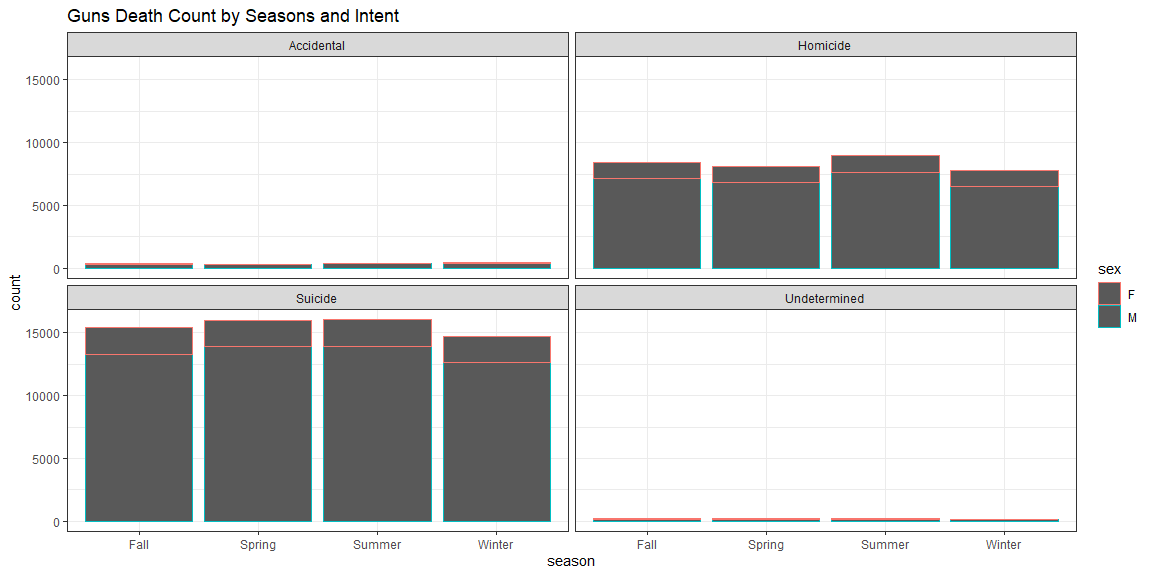 Guns Death Count by Seasons and Intent
Accidental
Homicide
15000
10000
5000
0
Suicide
Undetermined
15000
10000
5000
0
Fall
Spring
Summer
Winter
Fall
Spring
Summer
Winter
season
count
sex
F
M